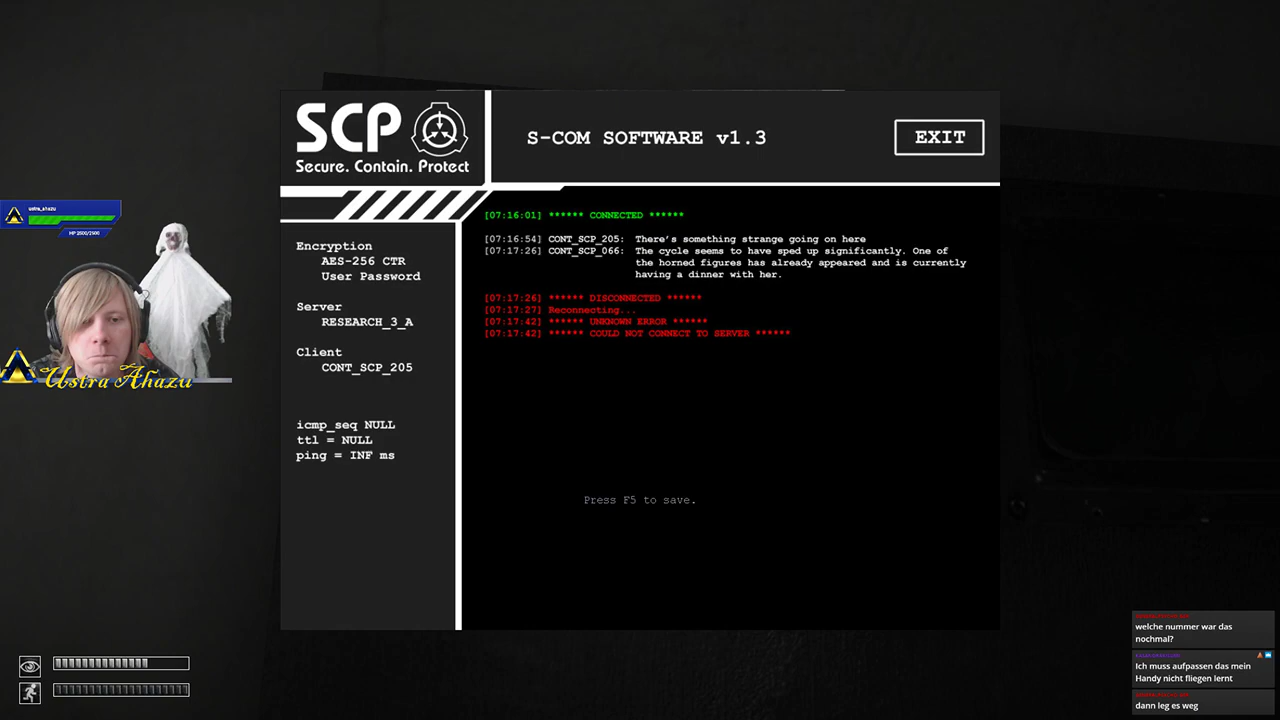 SCP
Secure. Contain. Protect
S-COM SOFTWARE v1.3
EXIT
Encryption
AES-256 CTR
User Password
Server
RESEARCH_3_A
Client
CONT_SCP_205
icmp_seq NULL
ttl = NULL
ping = INF ms
[07:16:01] ****** CONNECTED ******
[07:16:54] CONT_SCP_205: There's something strange going on here
[07:17:26] CONT_SCP_066: The cycle seems to have sped up significantly. One of
the horned figures has already appeared and is currently
having a dinner with her.
[07:17:26] ****** DISCONNECTED ******
[07:17:27] Reconnecting...
[07:17:42] ****** UNKNOWN ERROR ******
[07:17:42] ****** COULD NOT CONNECT TO SERVER ******
Press F5 to save.
ustra_ahazu
HP 2500/2500
Ustra Ahazu
welche nummer war das
nochmal?
Ich muss aufpassen das mein
Handy nicht fliegen lernt
dann leg es weg